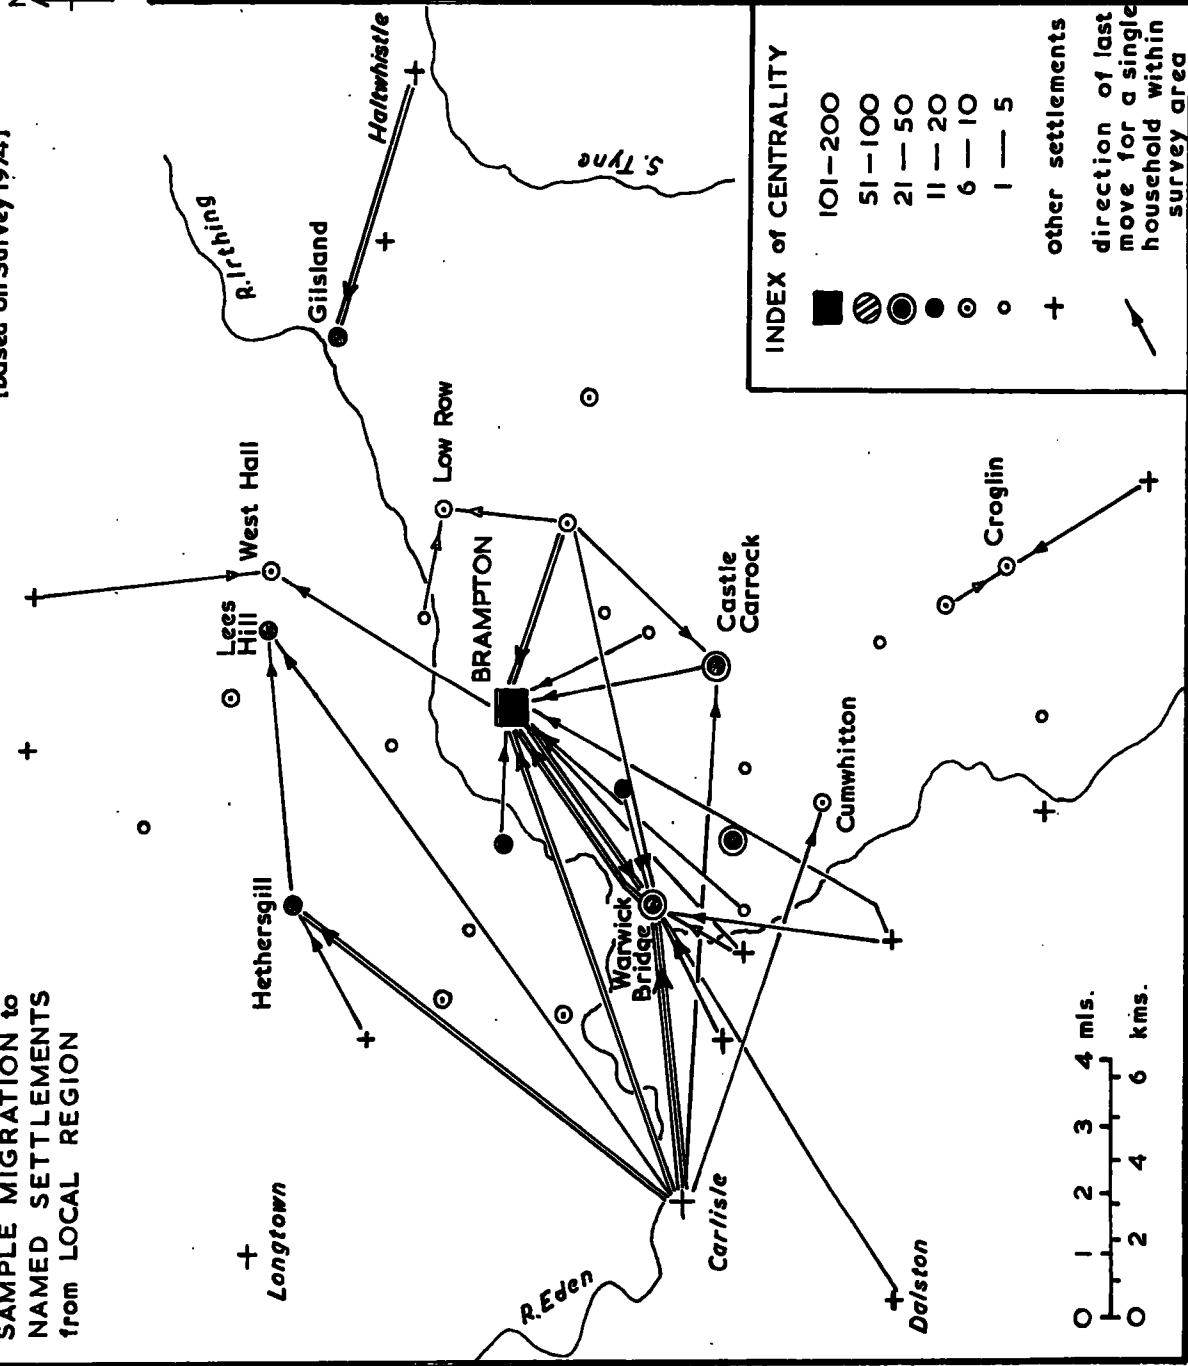 SAMPLE MIGRATION to
NAMED SETTLEMENTS
from LOCAL REGION
[based on survey 1974]
N
Longtown
Hethersgill
Lees
Hill
West Hall
R.Irthing
Gilsland
Haltwhistle
S.Tyne
Low Row
BRAMPTON
Castle
Carrock
Warwick
Bridge
Cumwhitton
Croglin
Carlisle
R.Eden
Dalston
0 1 2 3 4 mls.
0 2 4 6 kms.
INDEX of CENTRALITY
101-200
51-100
21-50
11-20
6-10
1-5
other settlements
direction of last
move for a single
household within
survey area